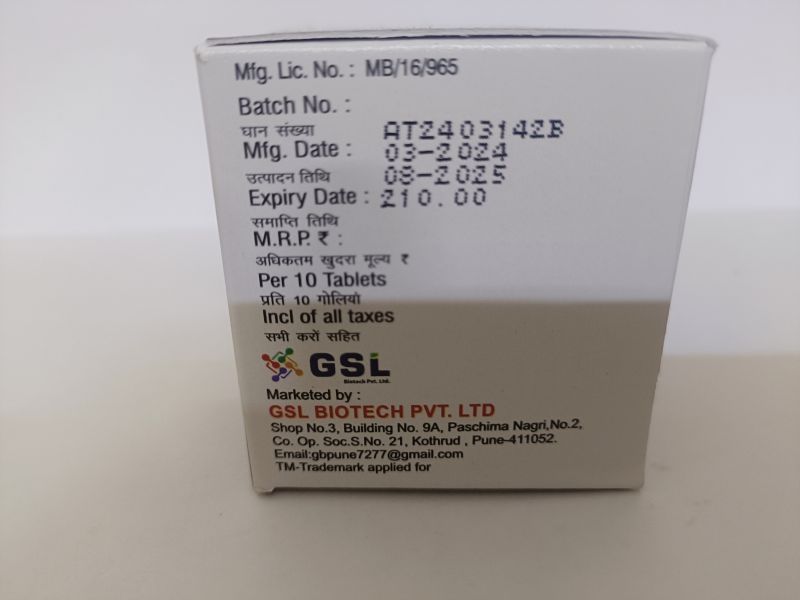 Mfg. Lic. No. : MB/16/965
Batch No. :
घान संख्या AT2403142B
Mfg. Date : 03-2024
उत्पादन तिथि 08-2025
Expiry Date : 210.00
समाप्ति तिथि
M.R.P. ₹ :
अधिकतम खुदरा मूल्य ₹
Per 10 Tablets
प्रति 10 गोलियां
Incl of all taxes
सभी करों सहित
GSL
Biotech Pvt. Ltd.
Marketed by :
GSL BIOTECH PVT. LTD
Shop No.3, Building No. 9A, Paschima Nagri,No.2,
Co. Op. Soc.S.No. 21, Kothrud , Pune-411052.
Email:gbpune7277@gmail.com
TM-Trademark applied for